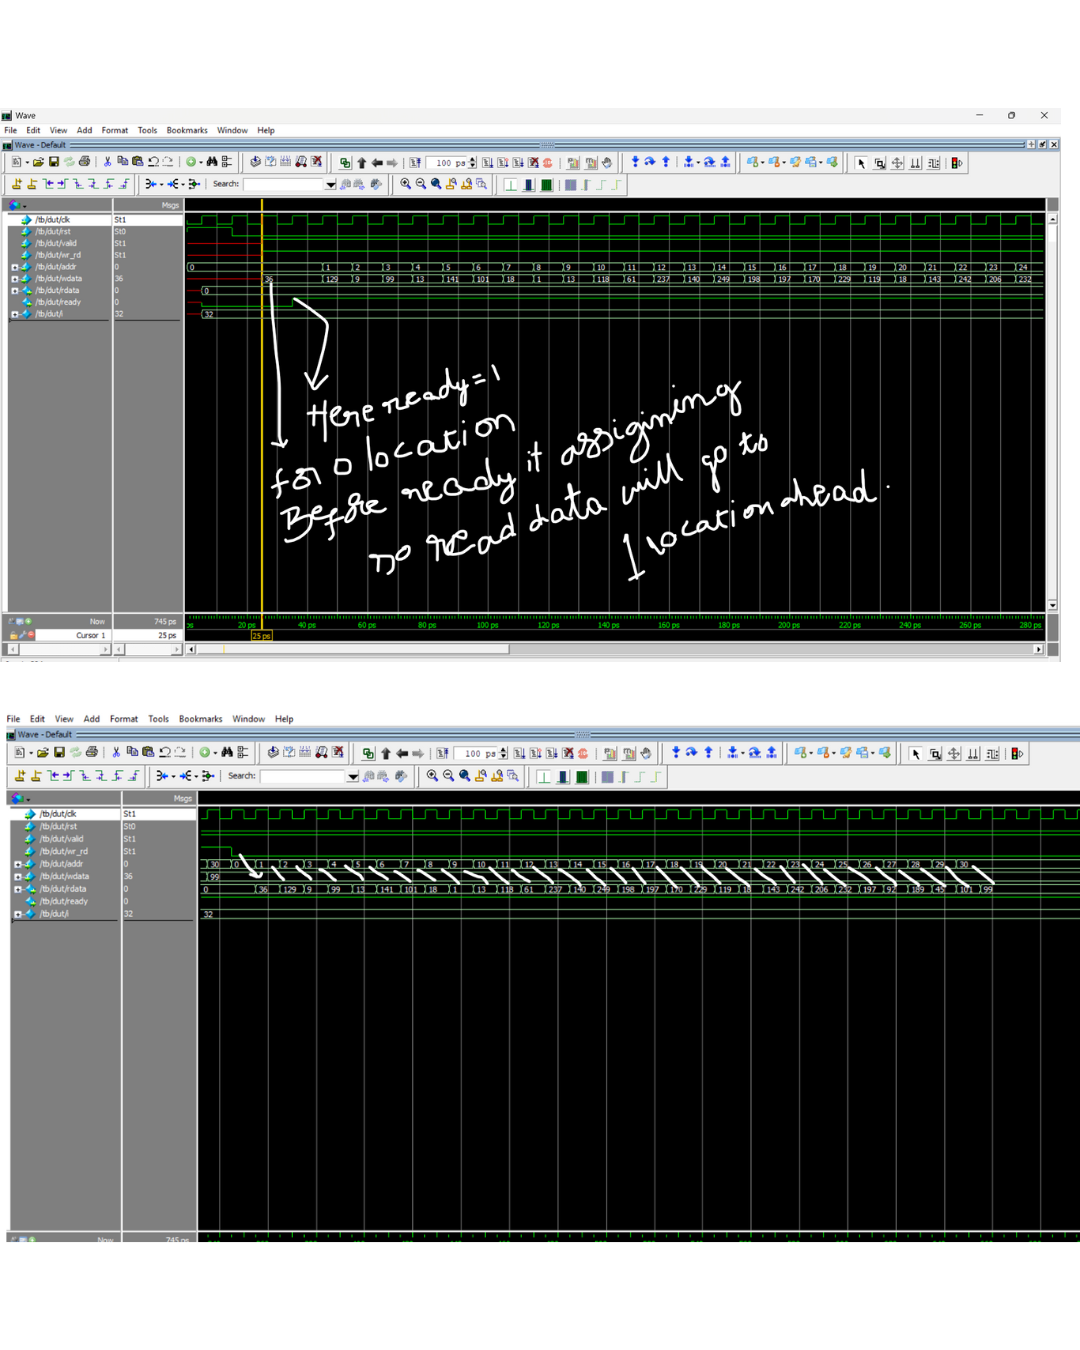 Wave
File Edit View Add Format Tools Bookmarks Window Help
Wave - Default
100 ps
Search:
Msgs
/tb/dut/clk St1
/tb/dut/rst St0
/tb/dut/valid St1
/tb/dut/wr_rd St1
/tb/dut/addr 0 0 1 2 3 4 5 6 7 8 9 10 11 12 13 14 15 16 17 18 19 20 21 22 23 24
/tb/dut/wdata 36 36 129 9 99 13 141 101 18 1 13 118 61 237 140 249 198 197 170 229 119 18 143 242 206 232
/tb/dut/rdata 0 0
/tb/dut/ready 0
/tb/dut/i 32 32
Here ready=1
for 0 location
Before ready it assigining
no read data will go to
1 location ahead.
Now 745 ps 20 ps 40 ps 60 ps 80 ps 100 ps 120 ps 140 ps 160 ps 180 ps 200 ps 220 ps 240 ps 260 ps 280 ps
Cursor 1 25 ps 25 ps
File Edit View Add Format Tools Bookmarks Window Help
Wave - Default
100 ps
Search:
Msgs
/tb/dut/clk St1
/tb/dut/rst St0
/tb/dut/valid St1
/tb/dut/wr_rd St1
/tb/dut/addr 0 30 0 1 2 3 4 5 6 7 8 9 10 11 12 13 14 15 16 17 18 19 20 21 22 23 24 25 26 27 28 29 30
/tb/dut/wdata 36 99
/tb/dut/rdata 0 0 36 129 9 99 13 141 101 18 1 13 118 61 237 140 249 198 197 170 229 119 18 143 242 206 232 197 92 189 45 101 99
/tb/dut/ready 0
/tb/dut/i 32 32
Now 745 ps